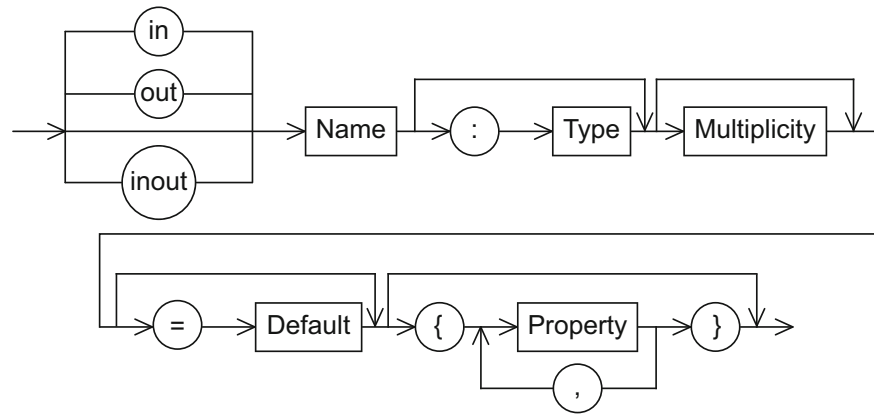 in
out
inout
Name : Type Multiplicity
= Default { Property }
,